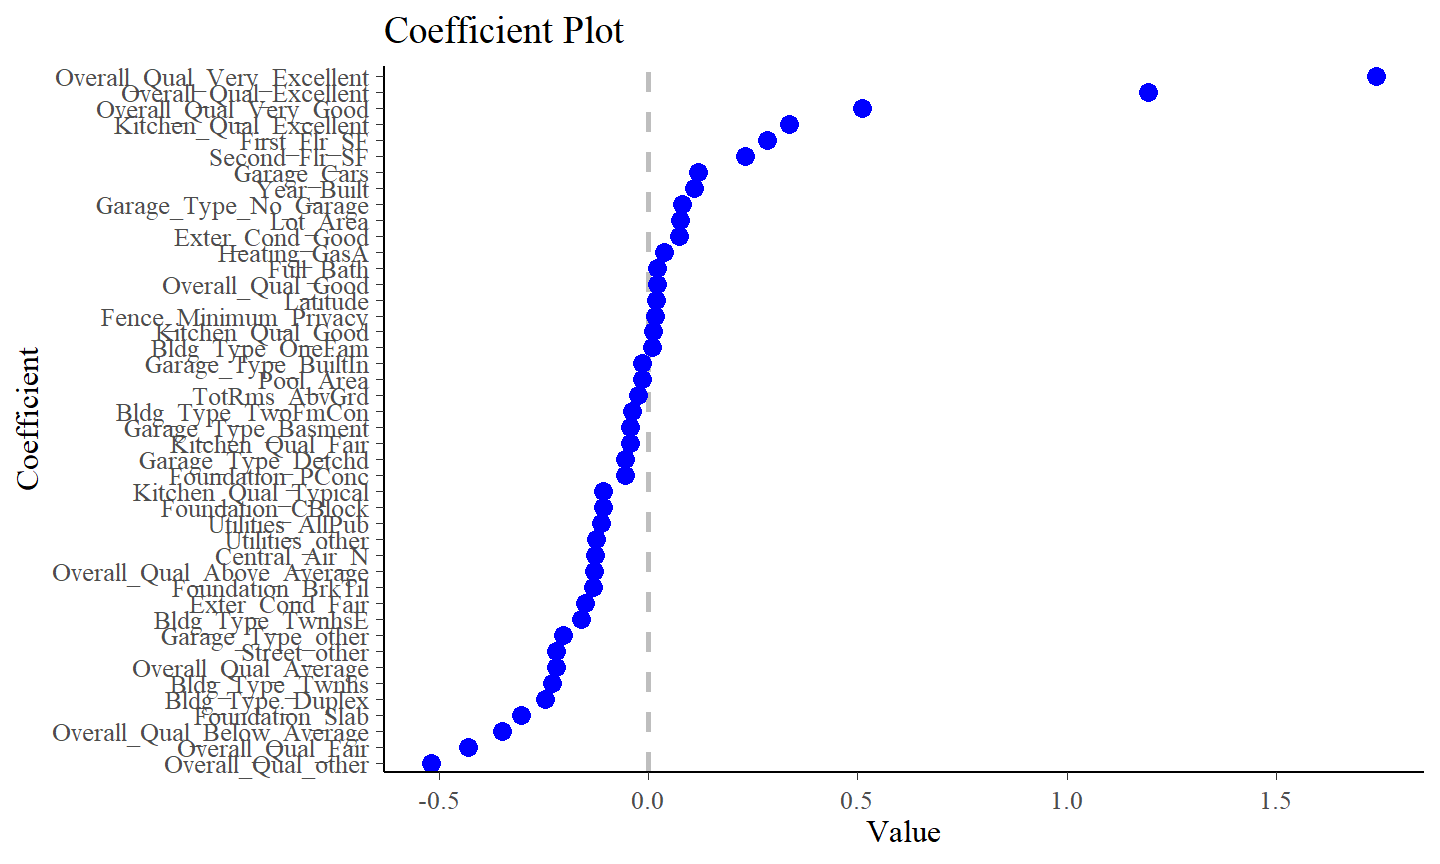 Coefficient Plot
Overall_Qual_Very_Excellent
Overall_Qual_Excellent
Overall_Qual_Very_Good
Kitchen_Qual_Excellent
First_Flr_SF
Second_Flr_SF
Garage_Cars
Year_Built
Garage_Type_No_Garage
Lot_Area
Exter_Cond_Good
Heating_GasA
Full_Bath
Overall_Qual_Good
Latitude
Fence_Minimum_Privacy
Kitchen_Qual_Good
Bldg_Type_OneFam
Garage_Type_BuiltIn
Pool_Area
TotRms_AbvGrd
Bldg_Type_TwoFmCon
Garage_Type_Basment
Kitchen_Qual_Fair
Garage_Type_Detchd
Foundation_PConc
Kitchen_Qual_Typical
Foundation_CBlock
Utilities_AllPub
Utilities_other
Central_Air_N
Overall_Qual_Above_Average
Foundation_BrkTil
Exter_Cond_Fair
Bldg_Type_TwnhsE
Garage_Type_other
Street_other
Overall_Qual_Average
Bldg_Type_Twnhs
Bldg_Type_Duplex
Foundation_Slab
Overall_Qual_Below_Average
Overall_Qual_Fair
Overall_Qual_other
Coefficient
-0.5 0.0 0.5 1.0 1.5
Value